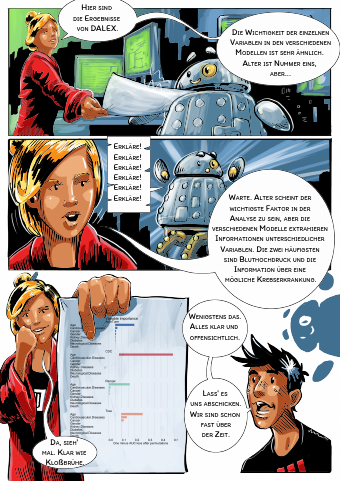 Hier sind
die Ergebnisse
von DALEX.
Die Wichtigkeit der einzelnen
Variablen in den verschiedenen
Modellen ist sehr ähnlich.
Alter ist Nummer eins,
aber...
Erkläre!
Erkläre!
Erkläre!
Erkläre!
Erkläre!
Erkläre!
Warte. Alter scheint der
wichtigste Faktor in der
Analyse zu sein, aber die
verschiedenen Modelle extrahieren
Informationen unterschiedlicher
Variablen. Die zwei häufigsten
sind Bluthochdruck und die
Information über eine
mögliche Krebserkrankung.
Wenigstens das.
Alles klar und
offensichtlich.
Lass' es
uns abschicken.
Wir sind schon
fast über
der Zeit.
CDC
Cancer
Tree
Da, sieh'
mal. Klar wie
Kloßbrühe.